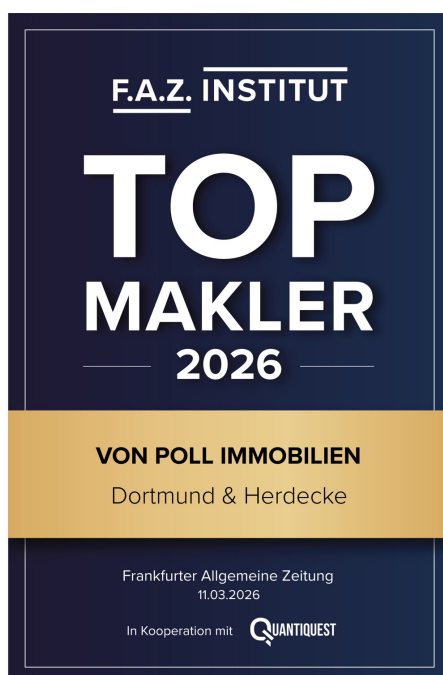 F.A.Z. INSTITUT
TOP
MAKLER
2026
VON POLL IMMOBILIEN
Dortmund & Herdecke
Frankfurter Allgemeine Zeitung
11.03.2026
In Kooperation mit QUANTIQUEST